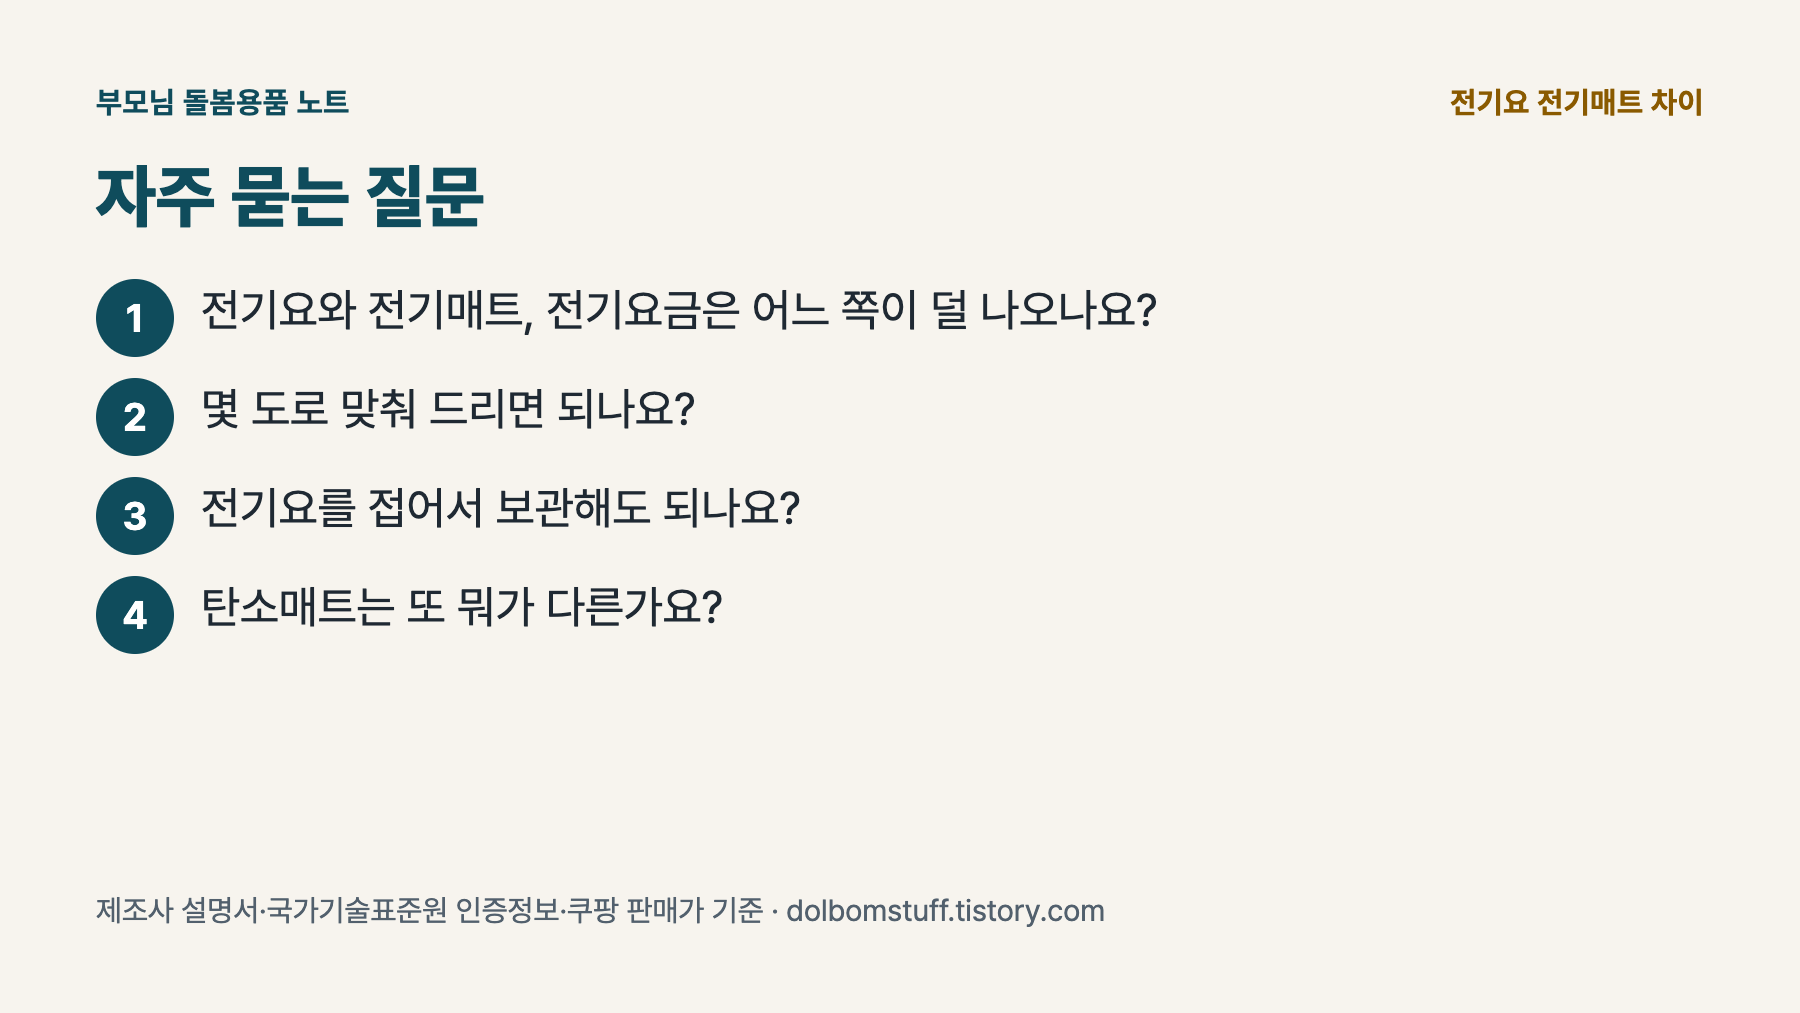 부모님 돌봄용품 노트
전기요 전기매트 차이
자주 묻는 질문
1 전기요와 전기매트, 전기요금은 어느 쪽이 덜 나오나요?
2 몇 도로 맞춰 드리면 되나요?
3 전기요를 접어서 보관해도 되나요?
4 탄소매트는 또 뭐가 다른가요?
제조사 설명서·국가기술표준원 인증정보·쿠팡 판매가 기준 · dolbomstuff.tistory.com